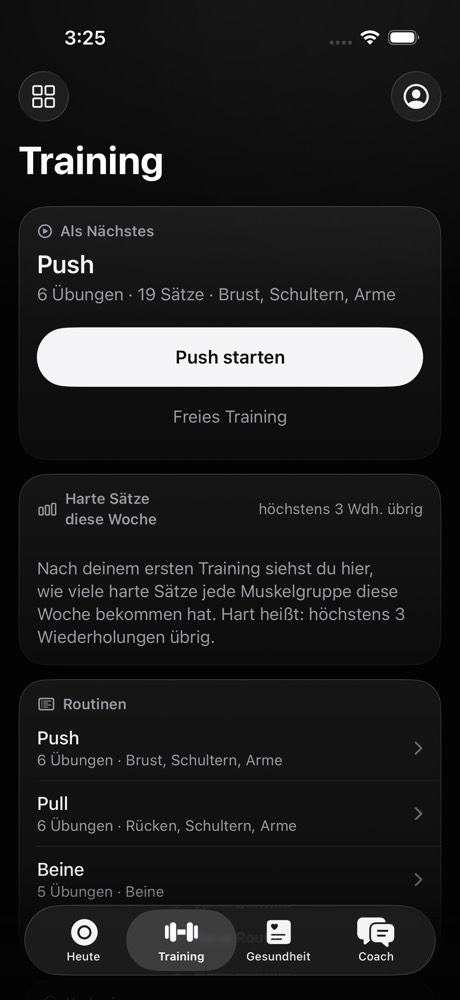 3:25
Training
Als Nächstes
Push
6 Übungen · 19 Sätze · Brust, Schultern, Arme
Push starten
Freies Training
Harte Sätze
diese Woche
höchstens 3 Wdh. übrig
Nach deinem ersten Training siehst du hier,
wie viele harte Sätze jede Muskelgruppe diese
Woche bekommen hat. Hart heißt: höchstens 3
Wiederholungen übrig.
Routinen
Push
6 Übungen · Brust, Schultern, Arme
Pull
6 Übungen · Rücken, Schultern, Arme
Beine
5 Übungen · Beine
Heute
Training
Gesundheit
Coach